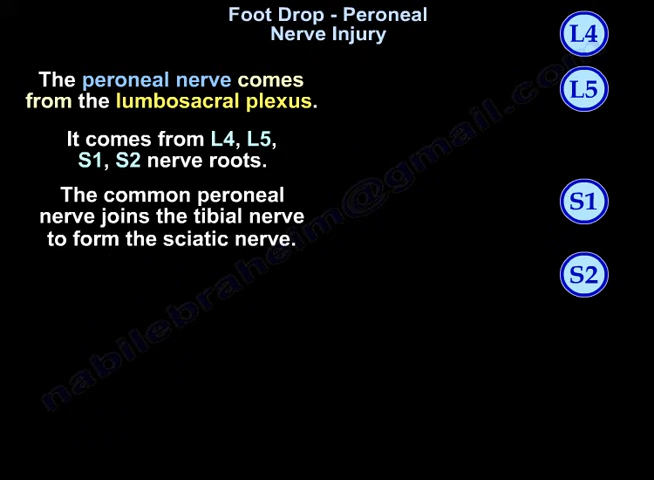 Foot Drop - Peroneal
Nerve Injury
L4
L5
The peroneal nerve comes
from the lumbosacral plexus.
It comes from L4, L5,
S1, S2 nerve roots.
The common peroneal
nerve joins the tibial nerve
to form the sciatic nerve.
S1
S2
nabilebraheim@gmail.com